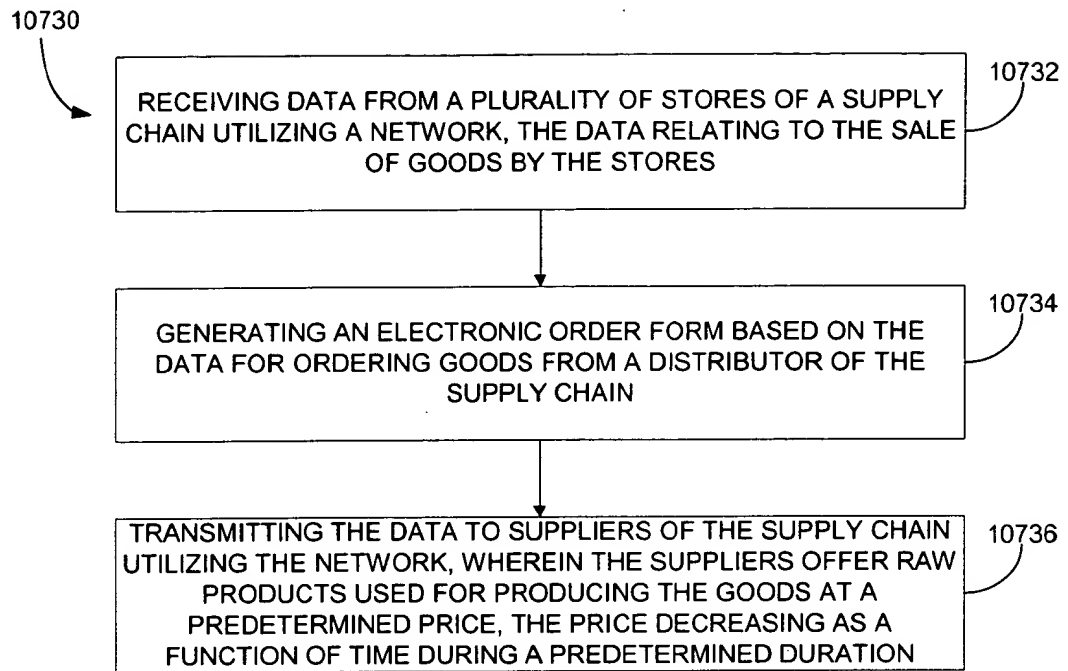 10730
10732
RECEIVING DATA FROM A PLURALITY OF STORES OF A SUPPLY
CHAIN UTILIZING A NETWORK, THE DATA RELATING TO THE SALE
OF GOODS BY THE STORES
10734
GENERATING AN ELECTRONIC ORDER FORM BASED ON THE
DATA FOR ORDERING GOODS FROM A DISTRIBUTOR OF THE
SUPPLY CHAIN
10736
TRANSMITTING THE DATA TO SUPPLIERS OF THE SUPPLY CHAIN
UTILIZING THE NETWORK, WHEREIN THE SUPPLIERS OFFER RAW
PRODUCTS USED FOR PRODUCING THE GOODS AT A
PREDETERMINED PRICE, THE PRICE DECREASING AS A
FUNCTION OF TIME DURING A PREDETERMINED DURATION